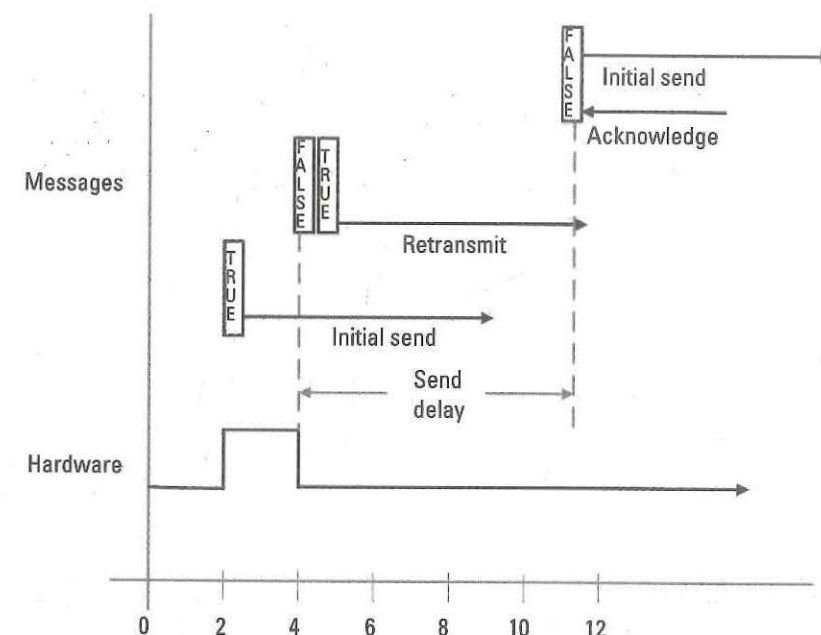 FALSE
Initial send
Acknowledge
Messages
FALSE
TRUE
Retransmit
TRUE
Initial send
Send
delay
Hardware
0 2 4 6 8 10 12